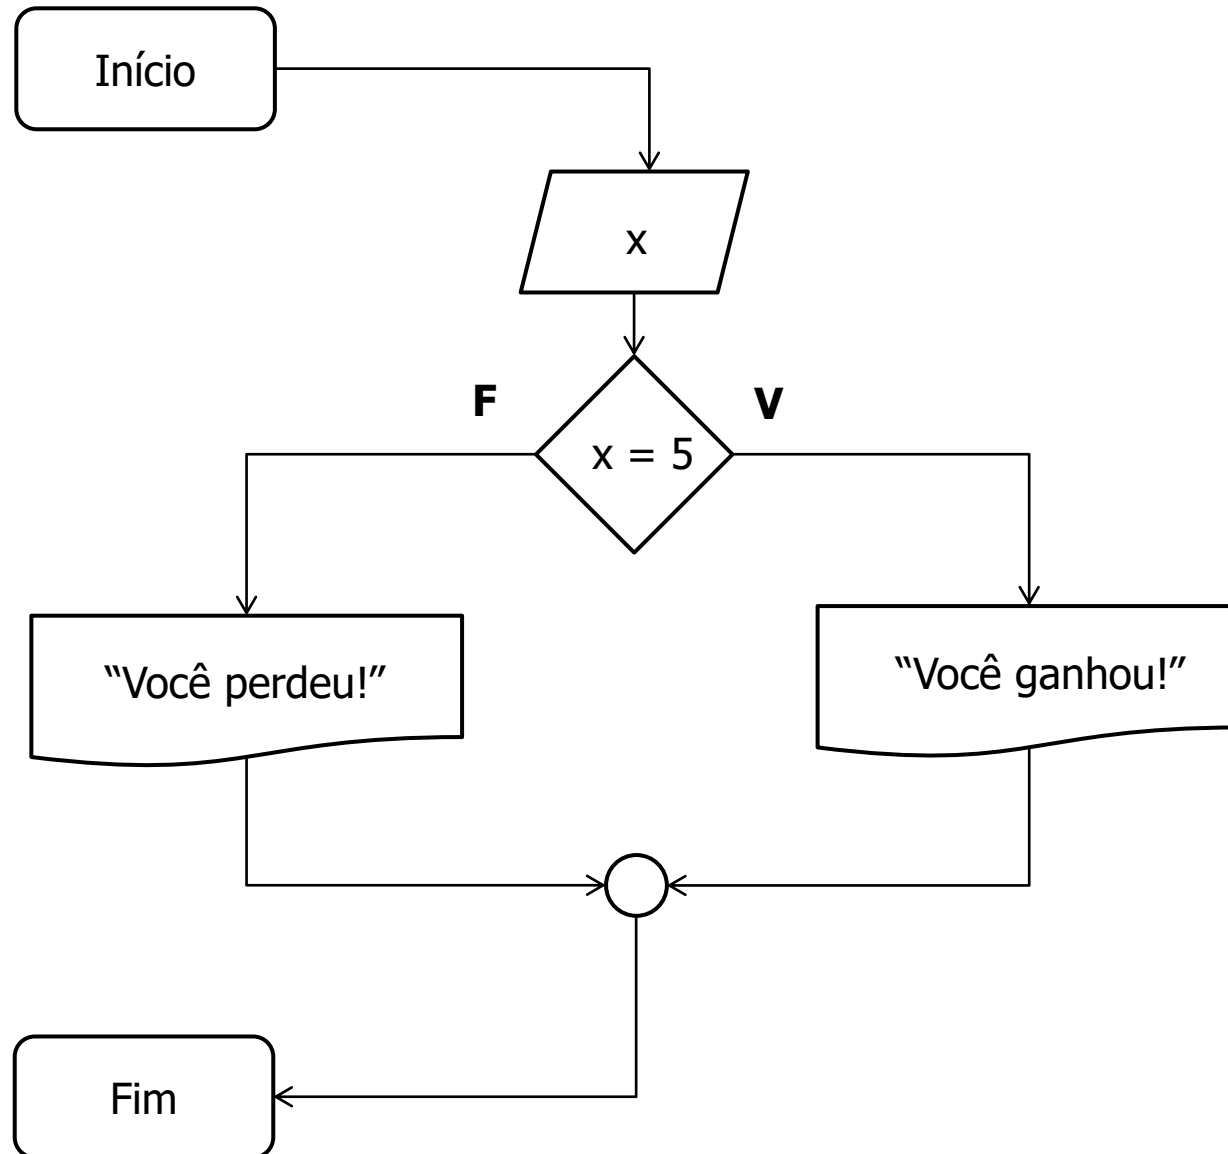 Início
x
F
V
x = 5
“Você perdeu!”
“Você ganhou!”
Fim